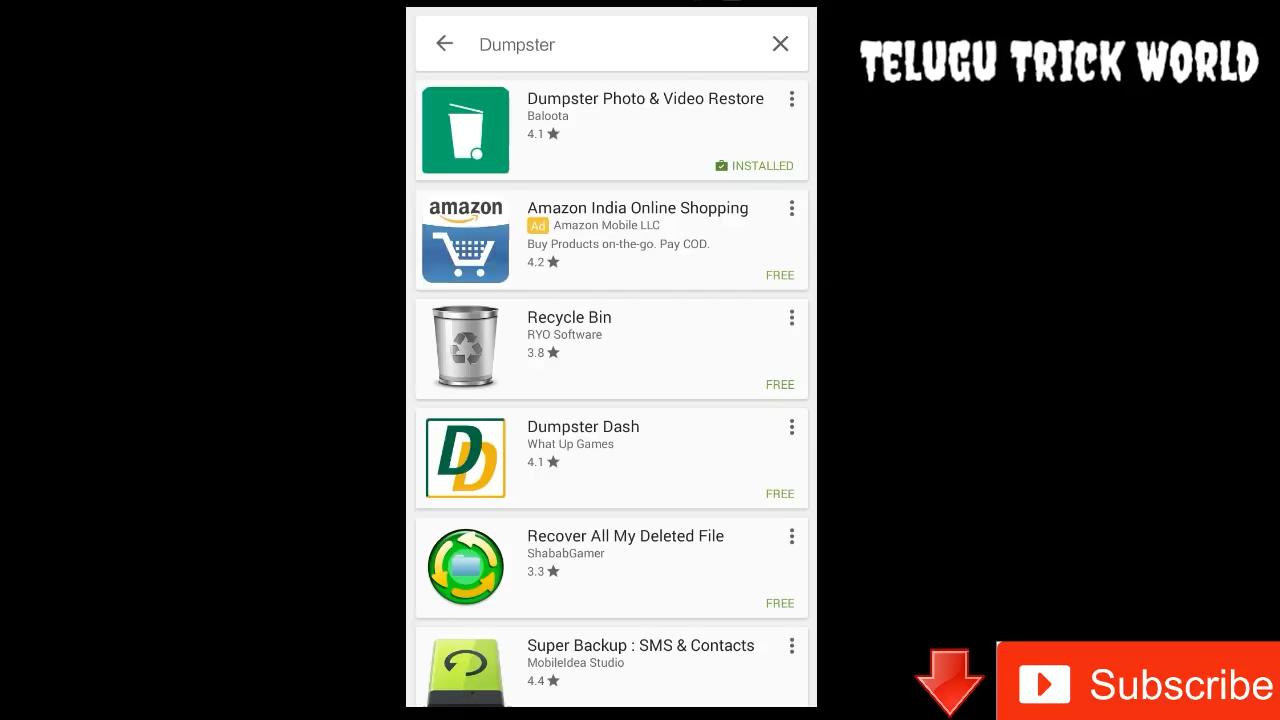 Dumpster
TELUGU TRICK WORLD
Dumpster Photo & Video Restore
Baloota
4.1
INSTALLED
amazon
Amazon India Online Shopping
Ad Amazon Mobile LLC
Buy Products on-the-go. Pay COD.
4.2
FREE
Recycle Bin
RYO Software
3.8
FREE
DD
Dumpster Dash
What Up Games
4.1
FREE
Recover All My Deleted File
ShababGamer
3.3
FREE
Super Backup : SMS & Contacts
MobileIdea Studio
4.4
Subscribe